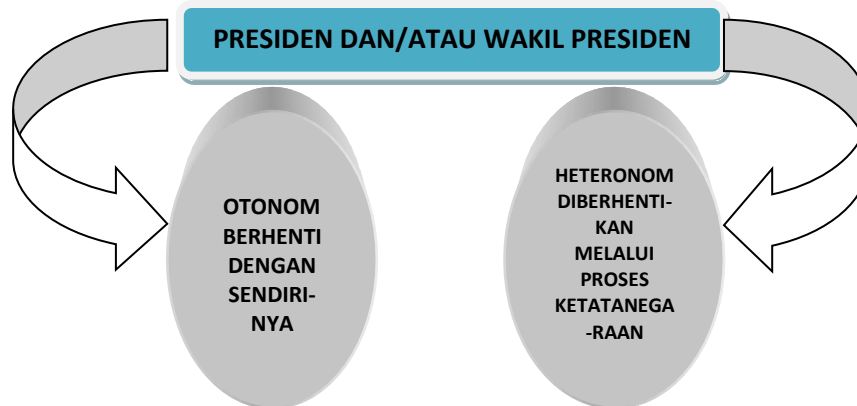 PRESIDEN DAN/ATAU WAKIL PRESIDEN
OTONOM
BERHENTI
DENGAN
SENDIRI-
NYA
HETERONOM
DIBERHENTI-
KAN
MELALUI
PROSES
KETATANEGA
-RAAN